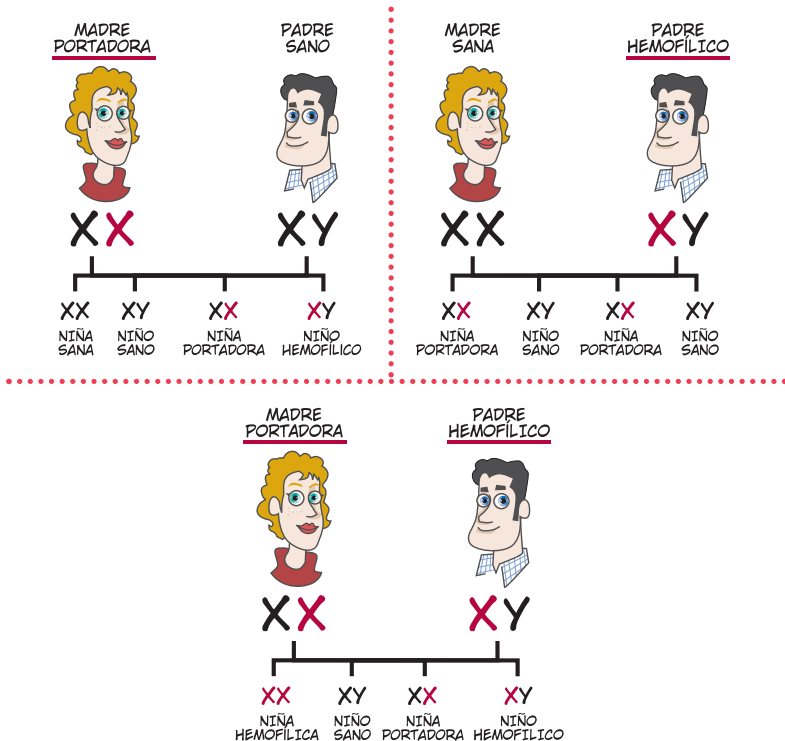 MADRE
PORTADORA
PADRE
SANO
XX
XY
XX
XY
XX
XY
NIÑA
SANA
NIÑO
SANO
NIÑA
PORTADORA
NIÑO
HEMOFÍLICO
MADRE
SANA
PADRE
HEMOFÍLICO
XX
XY
XX
XY
XX
XY
NIÑA
PORTADORA
NIÑO
SANO
NIÑA
PORTADORA
NIÑO
SANO
MADRE
PORTADORA
PADRE
HEMOFÍLICO
XX
XY
XX
XY
XX
XY
NIÑA
HEMOFÍLICA
NIÑO
SANO
NIÑA
PORTADORA
NIÑO
HEMOFÍLICO